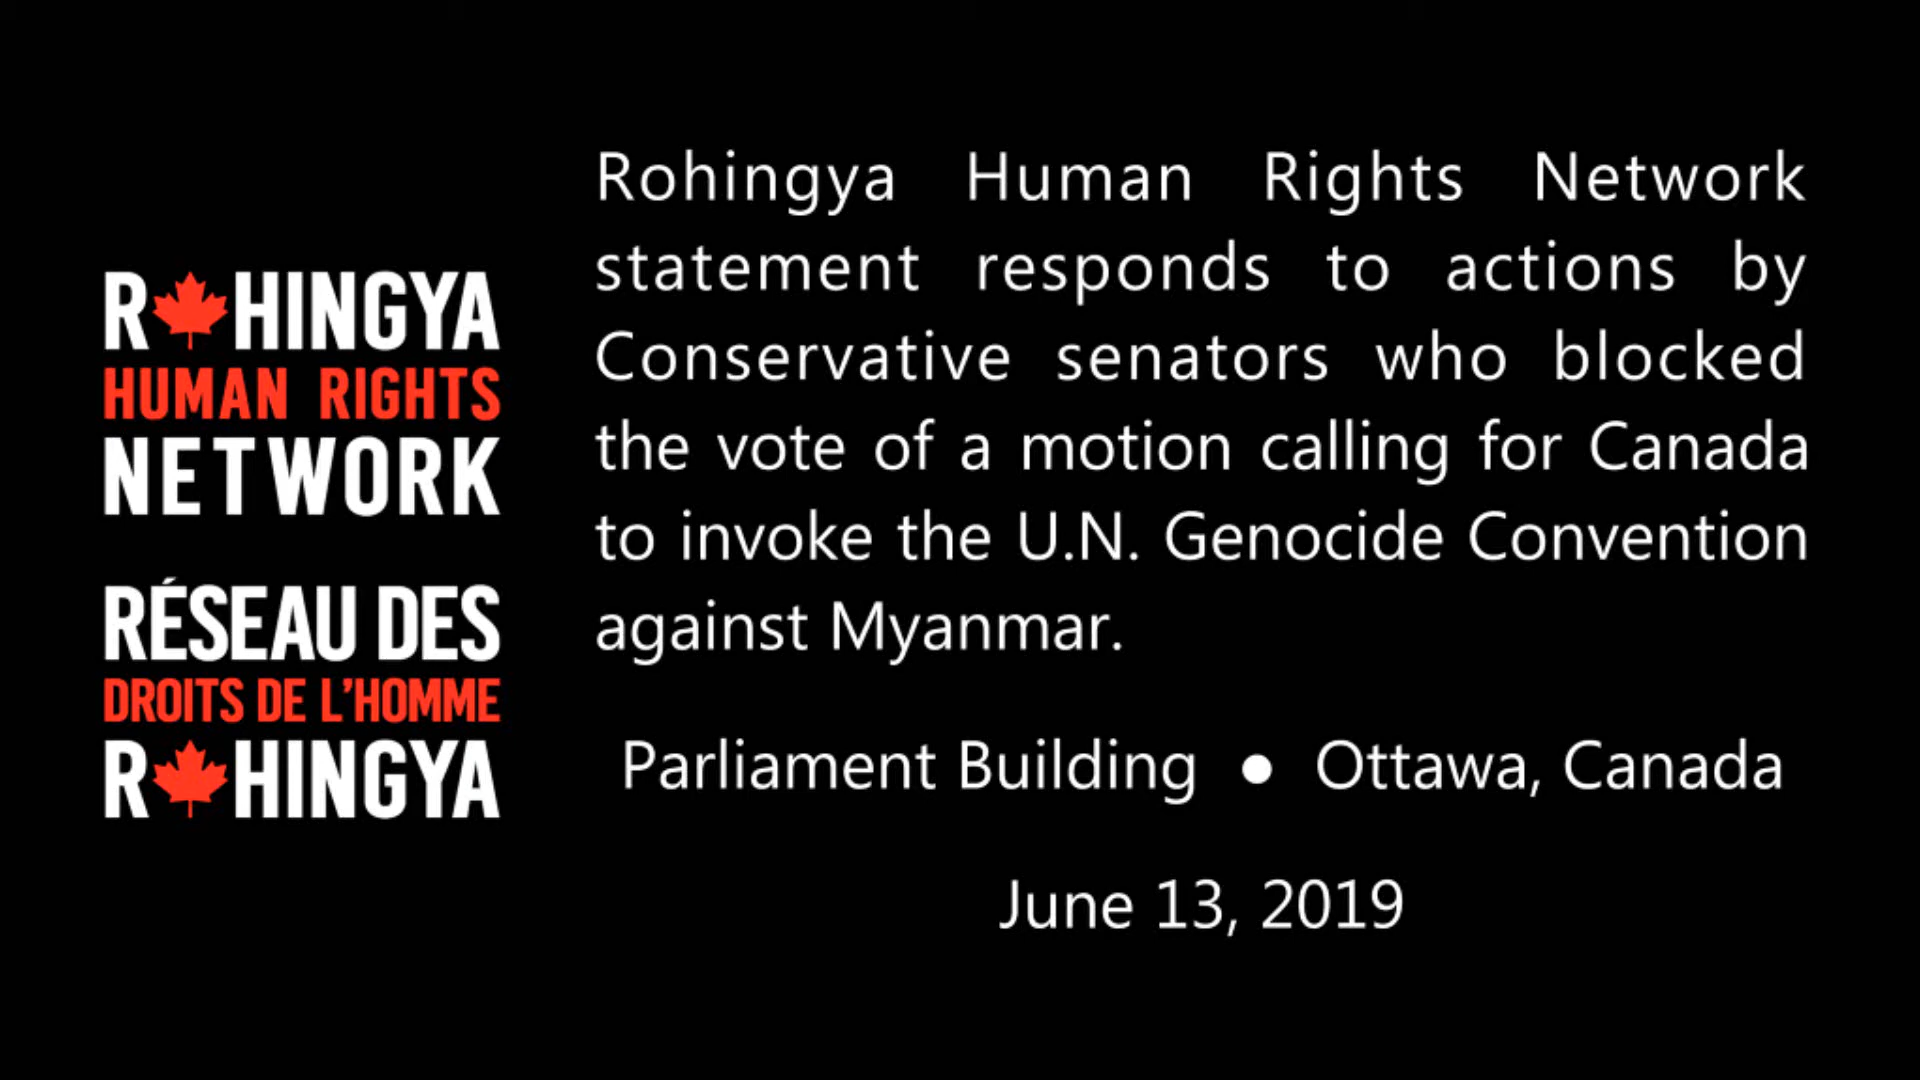 R HINGYA
HUMAN RIGHTS
NETWORK
RÉSEAU DES
DROITS DE L'HOMME
R HINGYA
Rohingya Human Rights Network
statement responds to actions by
Conservative senators who blocked
the vote of a motion calling for Canada
to invoke the U.N. Genocide Convention
against Myanmar.
Parliament Building ● Ottawa, Canada
June 13, 2019